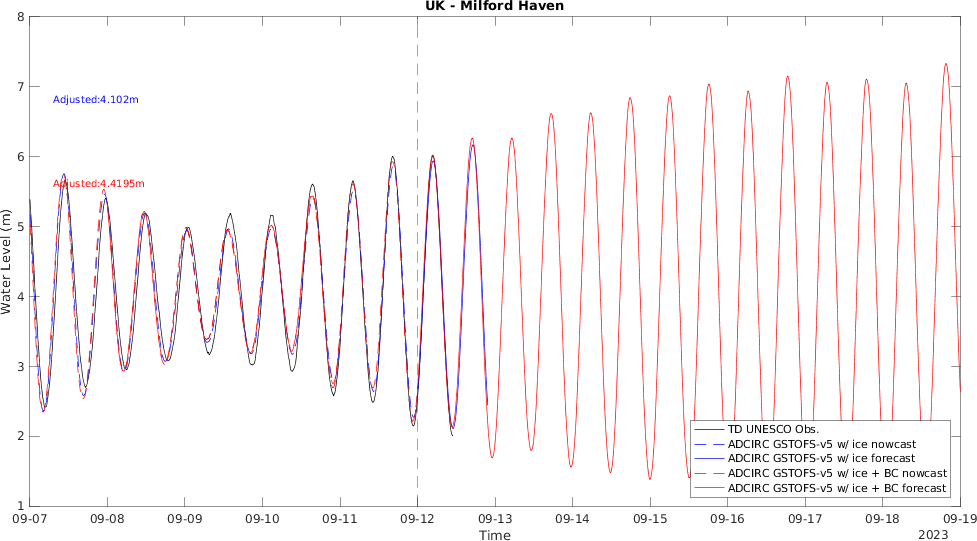 UK - Milford Haven
8
7
6
5
4
3
2
1
Water Level (m)
Adjusted:4.102m
Adjusted:4.4195m
TD UNESCO Obs.
ADCIRC GSTOFS-v5 w/ ice nowcast
ADCIRC GSTOFS-v5 w/ ice forecast
ADCIRC GSTOFS-v5 w/ ice + BC nowcast
ADCIRC GSTOFS-v5 w/ ice + BC forecast
09-07 09-08 09-09 09-10 09-11 09-12 09-13 09-14 09-15 09-16 09-17 09-18 09-19
Time
2023